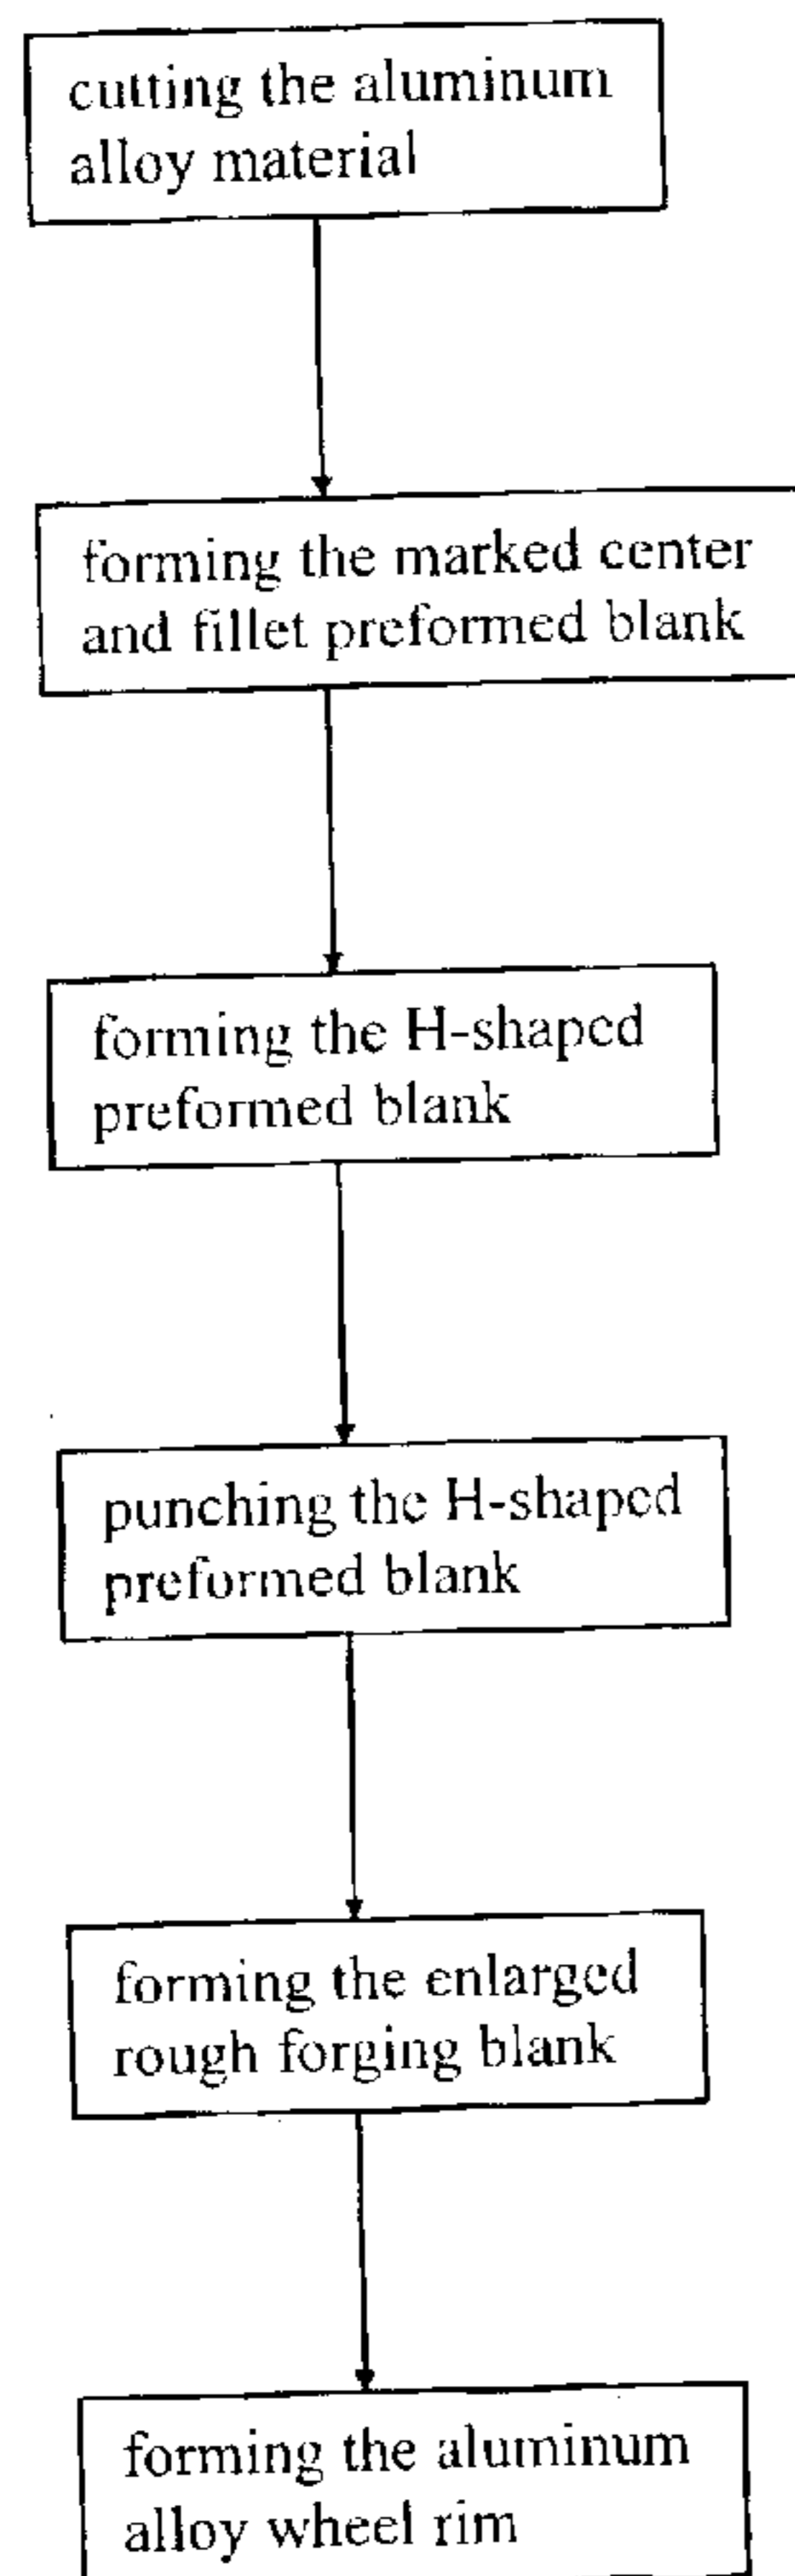 cutting the aluminum
alloy material
forming the marked center
and fillet preformed blank
forming the H-shaped
preformed blank
punching the H-shaped
preformed blank
forming the enlarged
rough forging blank
forming the aluminum
alloy wheel rim